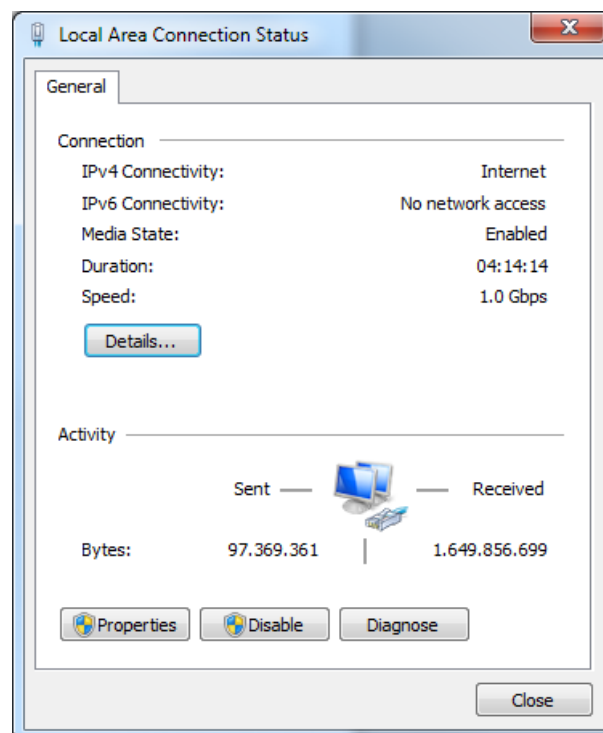 Local Area Connection Status
X
General
Connection
IPv4 Connectivity: Internet
IPv6 Connectivity: No network access
Media State: Enabled
Duration: 04:14:14
Speed: 1.0 Gbps
Details...
Activity
Sent Received
Bytes: 97.369.361 1.649.856.699
Properties Disable Diagnose
Close